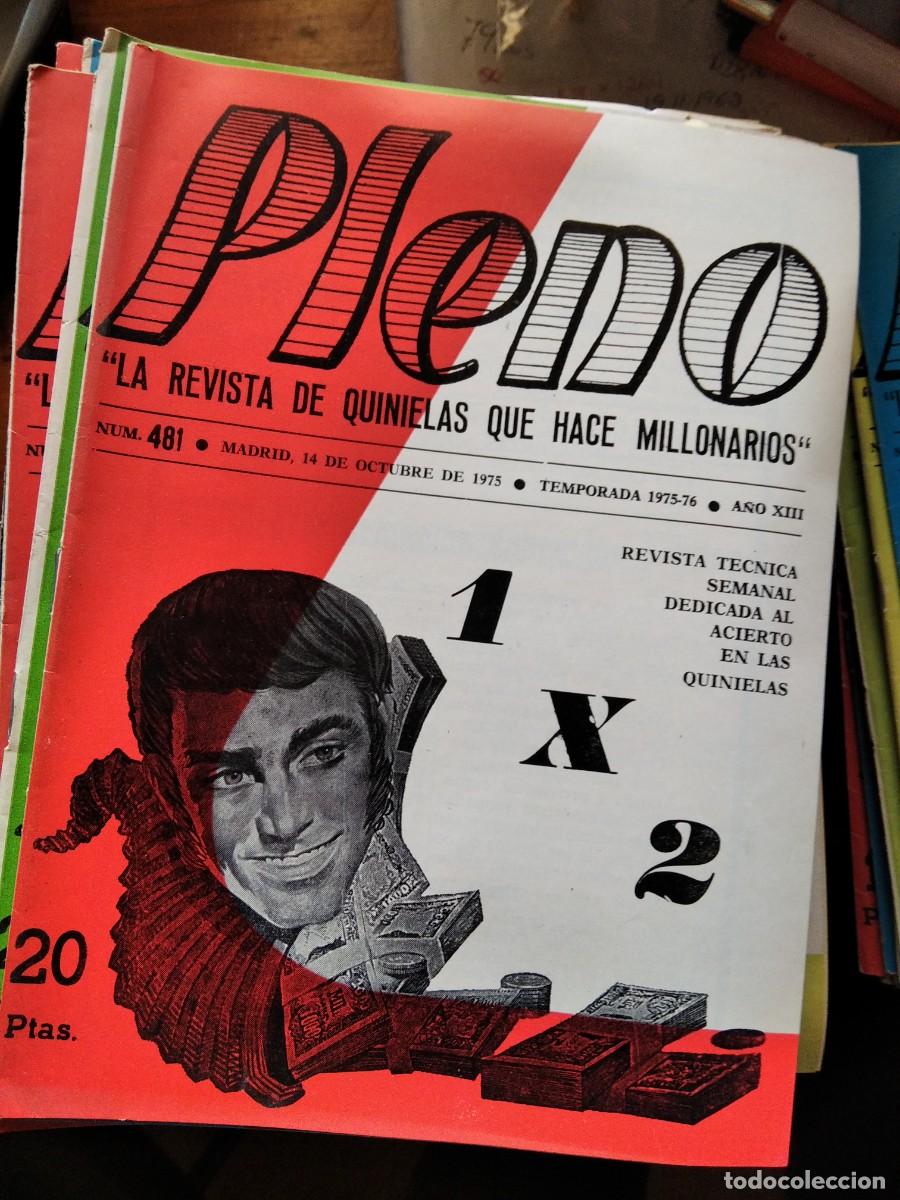 Pleno
"LA REVISTA DE QUINIELAS QUE HACE MILLONARIOS"
NUM. 481 ● MADRID, 14 DE OCTUBRE DE 1975 ● TEMPORADA 1975-76 ● AÑO XIII
REVISTA TECNICA
SEMANAL
DEDICADA AL
ACIERTO
EN LAS
QUINIELAS
1
X
2
20
Ptas.
todocoleccion